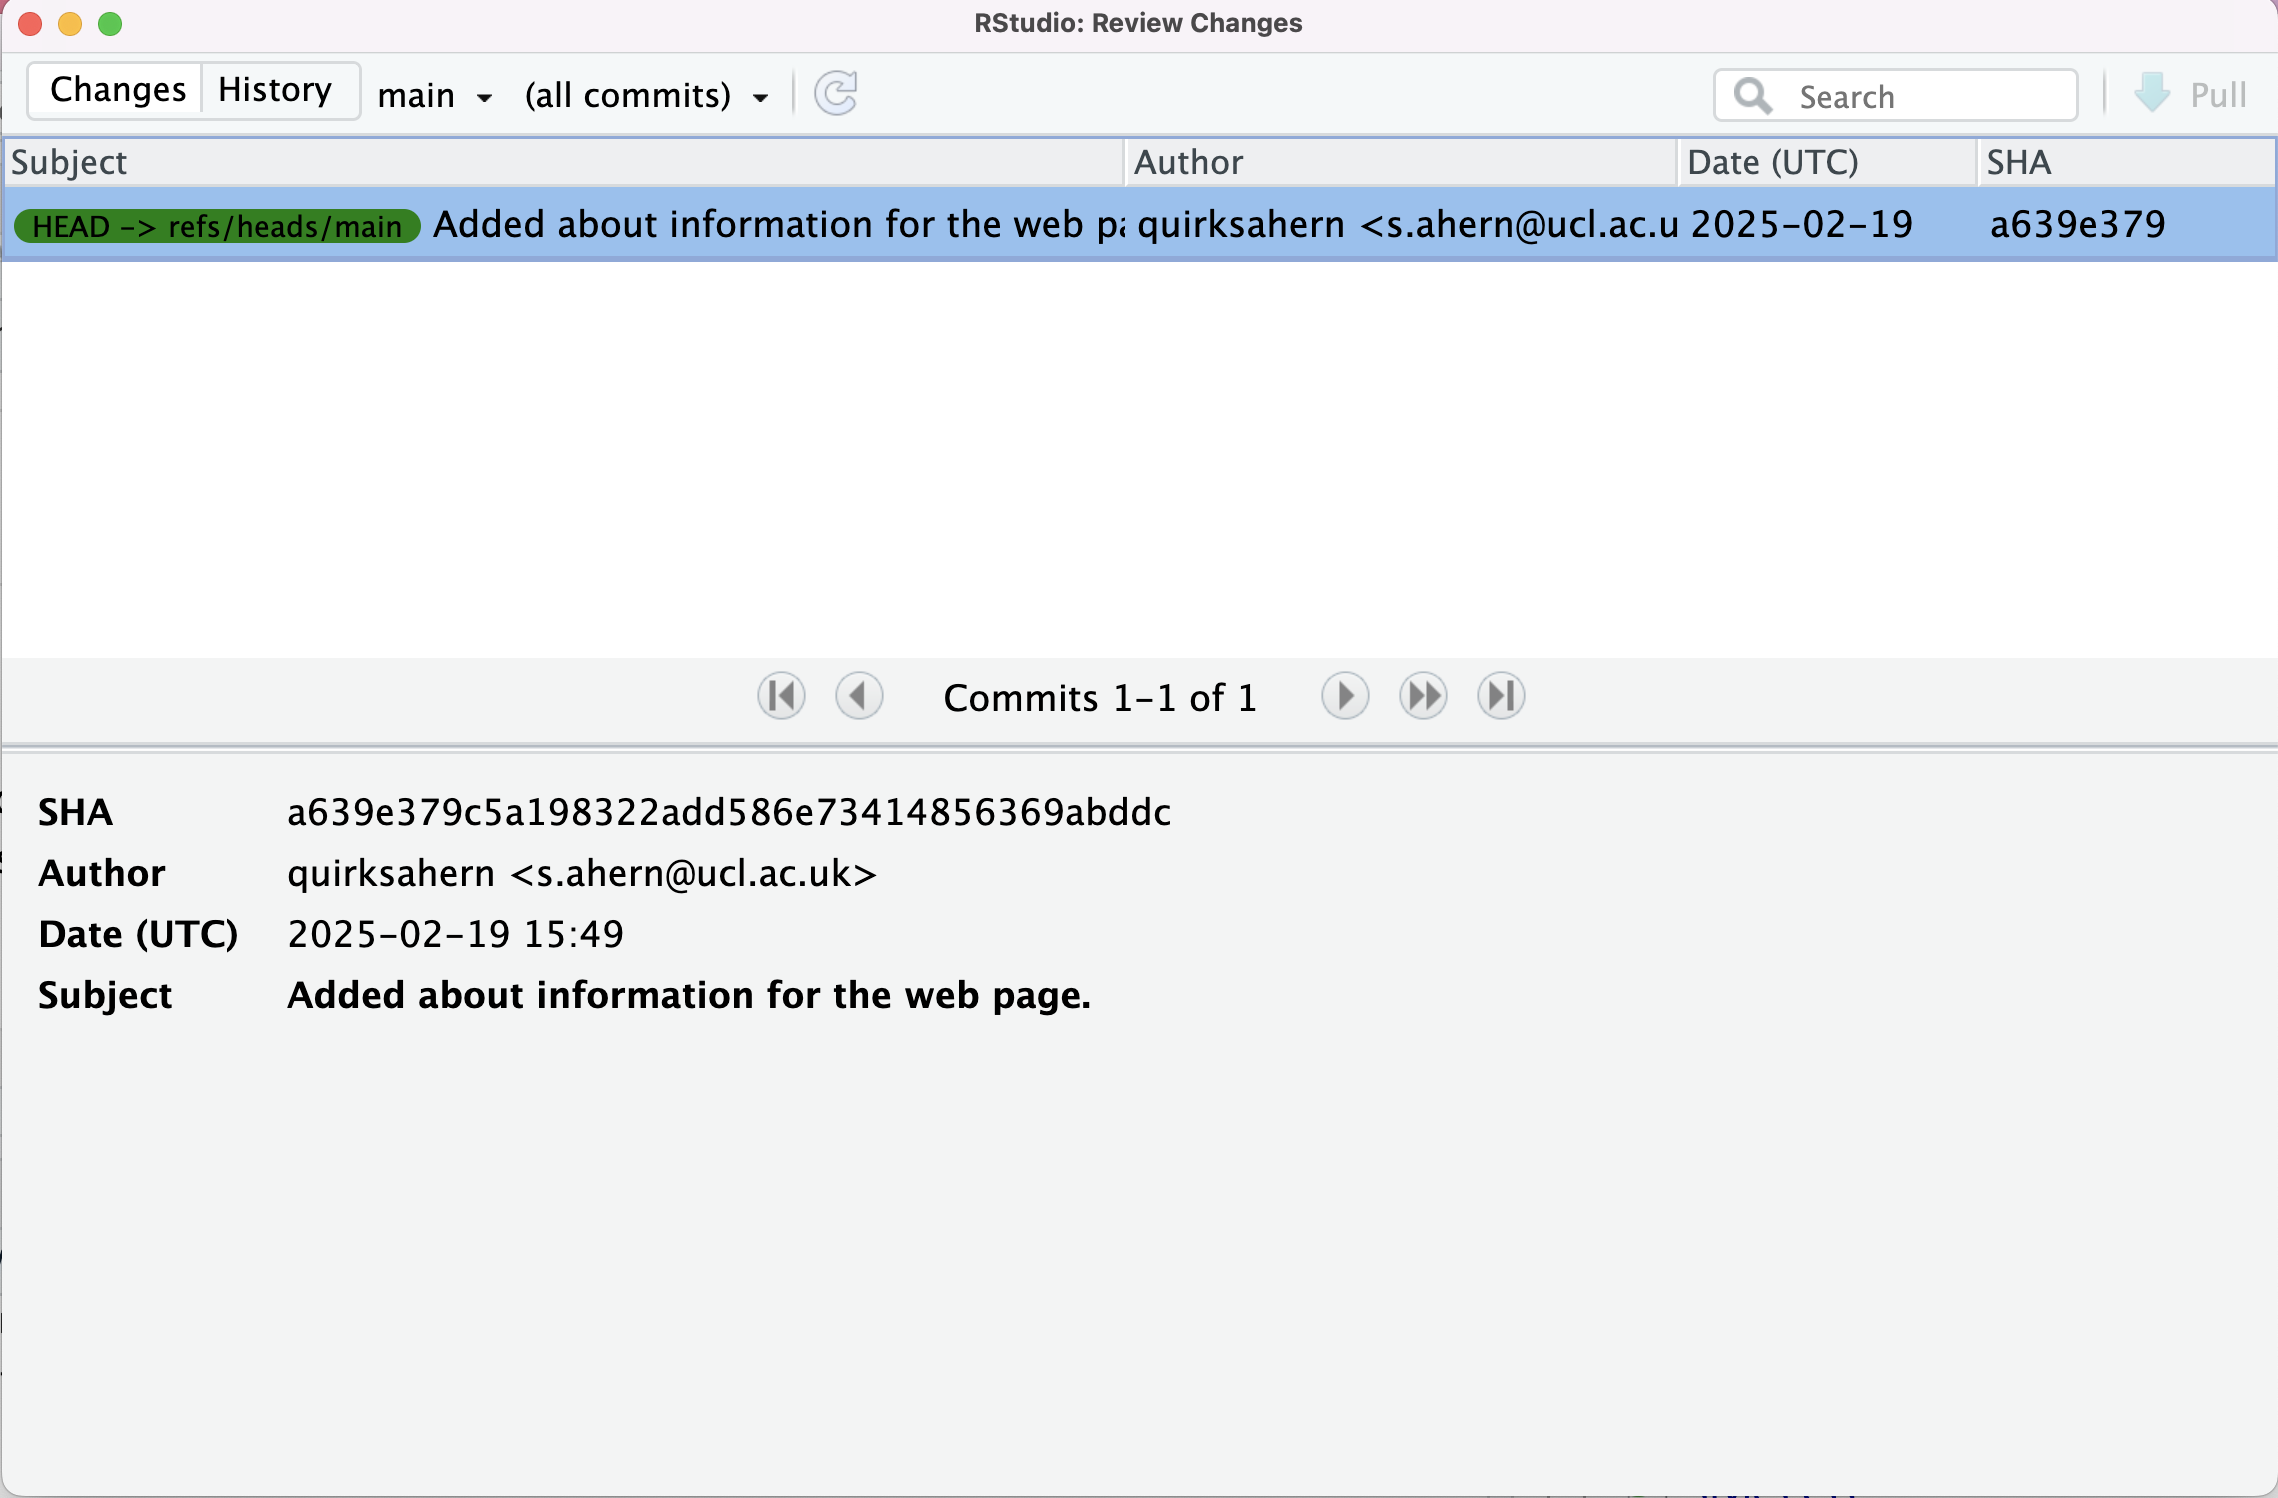 RStudio: Review Changes
Changes History main (all commits) Search Pull
Subject Author Date (UTC) SHA
HEAD -> refs/heads/main Added about information for the web quirksahern <s.ahern@ucl.ac.u 2025-02-19 a639e379
Commits 1-1 of 1
SHA a639e379c5a198322add586e73414856369abddc
Author quirksahern <s.ahern@ucl.ac.uk>
Date (UTC) 2025-02-19 15:49
Subject Added about information for the web page.